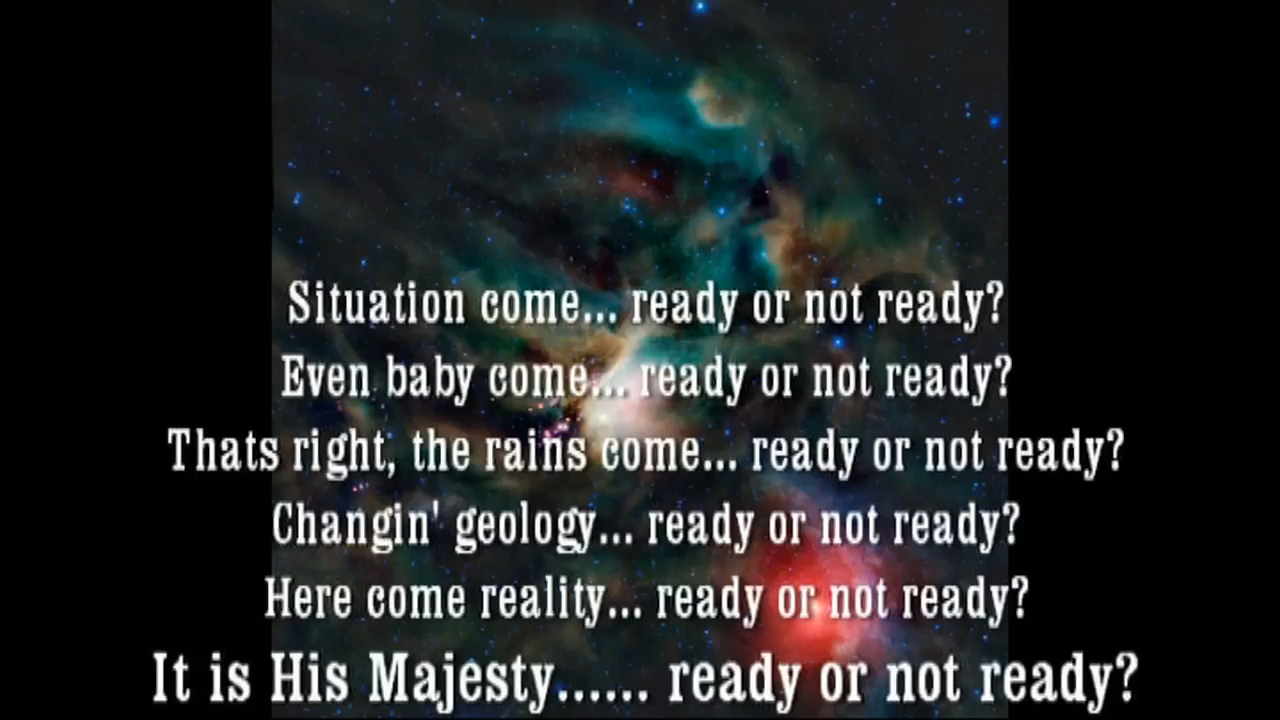 Situation come... ready or not ready?
Even baby come... ready or not ready?
Thats right, the rains come... ready or not ready?
Changin' geology... ready or not ready?
Here come reality... ready or not ready?
It is His Majesty...... ready or not ready?